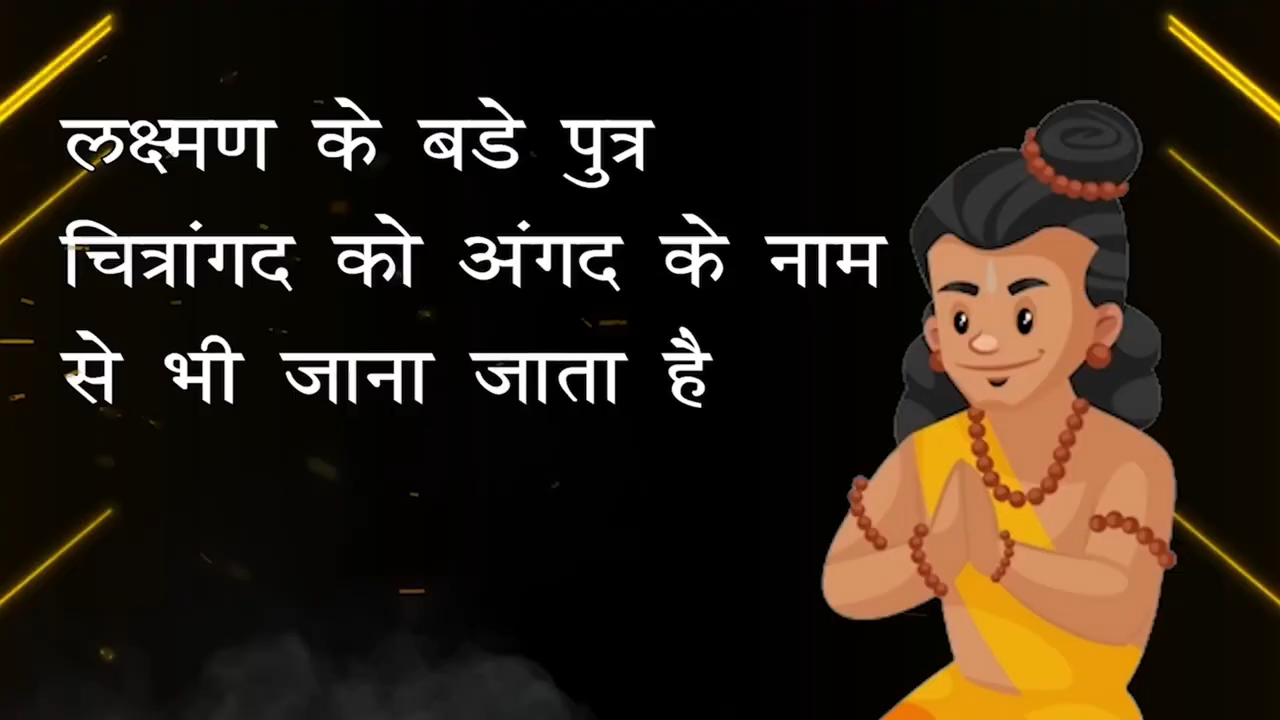 लक्ष्मण के बडे पुत्र
चित्रांगद को अंगद के नाम
से भी जाना जाता है